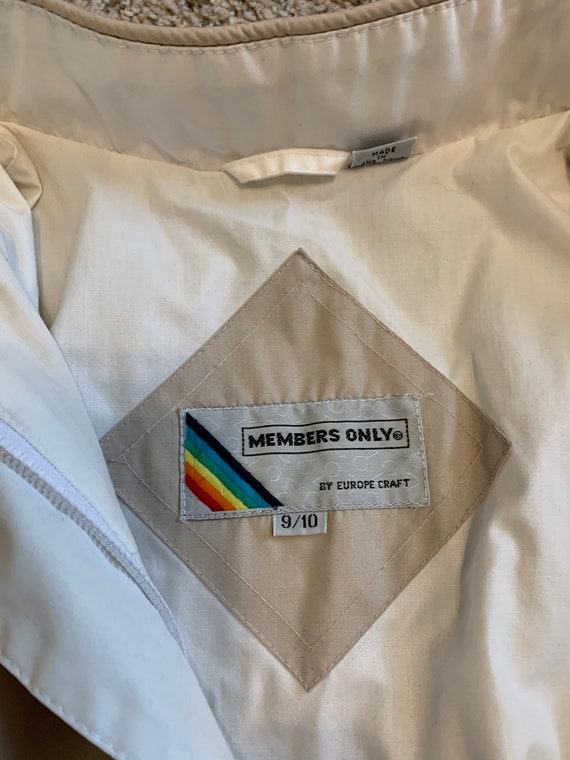 MADE
IN
MEMBERS ONLY®
BY EUROPE CRAFT
9/10